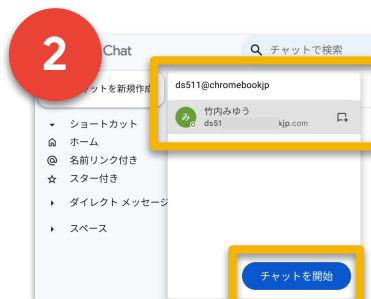 2
Chat
チャットで検索
ャットを新規作成
ds511@chromebookjp
み
竹内みゆう
ds51 kjp.com
ショートカット
ホーム
@ 名前リンク付き
スター付き
ダイレクト メッセージ
スペース
チャットを開始